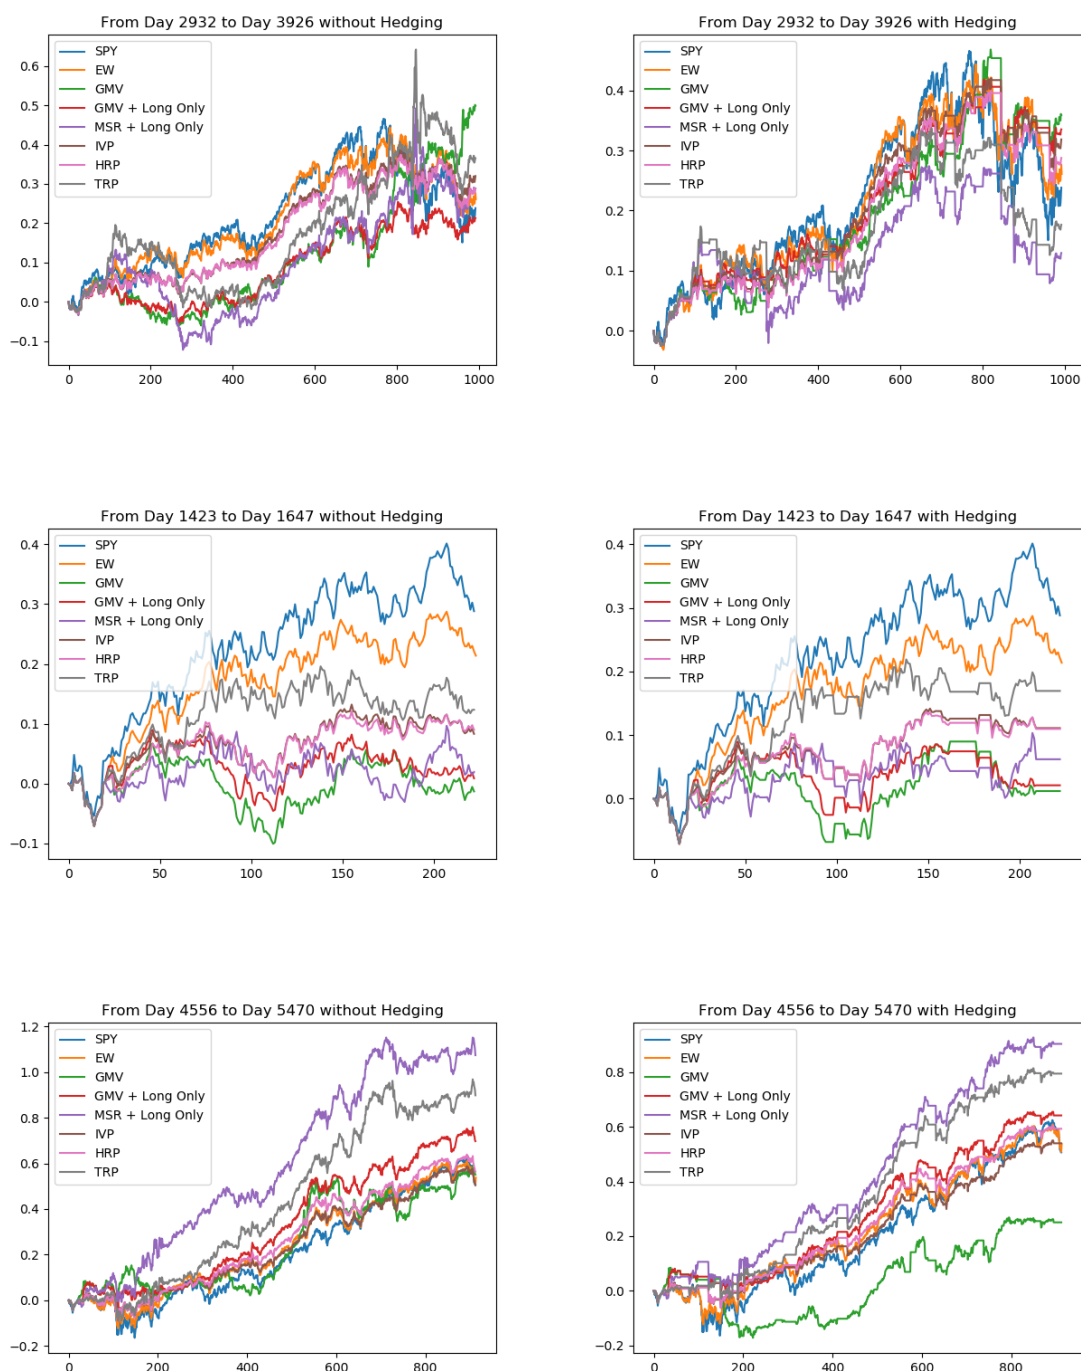 From Day 2932 to Day 3926 without Hedging
0.6
0.5
0.4
0.3
0.2
0.1
0.0
−0.1
SPY
EW
GMV
GMV + Long Only
MSR + Long Only
IVP
HRP
TRP
0 200 400 600 800 1000
From Day 2932 to Day 3926 with Hedging
0.4
0.3
0.2
0.1
0.0
SPY
EW
GMV
GMV + Long Only
MSR + Long Only
IVP
HRP
TRP
0 200 400 600 800 1000
From Day 1423 to Day 1647 without Hedging
0.4
0.3
0.2
0.1
0.0
−0.1
SPY
EW
GMV
GMV + Long Only
MSR + Long Only
IVP
HRP
TRP
0 50 100 150 200
From Day 1423 to Day 1647 with Hedging
0.4
0.3
0.2
0.1
0.0
SPY
EW
GMV
GMV + Long Only
MSR + Long Only
IVP
HRP
TRP
0 50 100 150 200
From Day 4556 to Day 5470 without Hedging
1.2
1.0
0.8
0.6
0.4
0.2
0.0
−0.2
SPY
EW
GMV
GMV + Long Only
MSR + Long Only
IVP
HRP
TRP
0 200 400 600 800
From Day 4556 to Day 5470 with Hedging
0.8
0.6
0.4
0.2
0.0
−0.2
SPY
EW
GMV
GMV + Long Only
MSR + Long Only
IVP
HRP
TRP
0 200 400 600 800